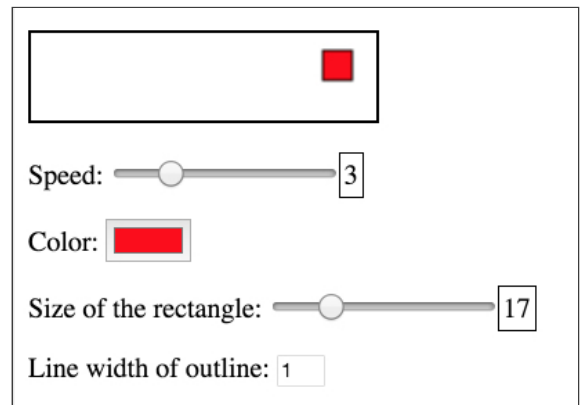 Speed: 3
Color:
Size of the rectangle: 17
Line width of outline: 1